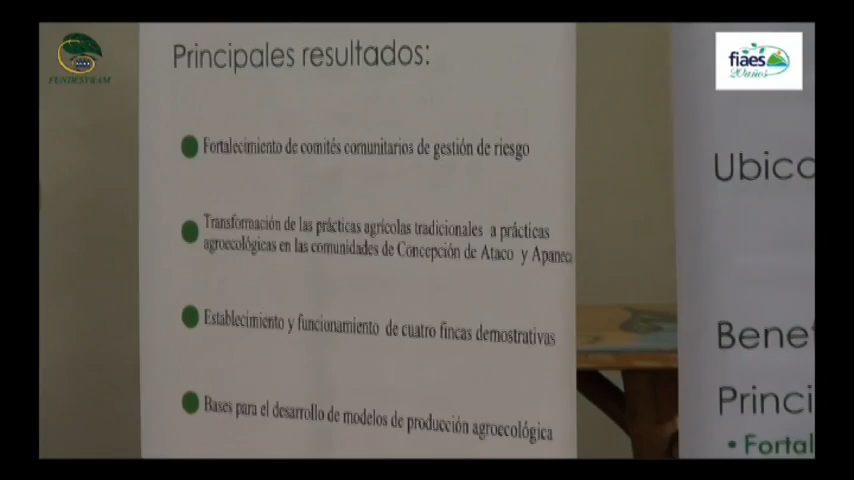 FUNDESYRAM
Principales resultados:
Fortalecimiento de comités comunitarios de gestión de riesgo
Transformación de las prácticas agrícolas tradicionales a prácticas
agroecológicas en las comunidades de Concepción de Ataco y Apaneca
Establecimiento y funcionamiento de cuatro fincas demostrativas
Bases para el desarrollo de modelos de producción agroecológica
fiaes
20años
Ubica
Benef
Princi
• Fortal